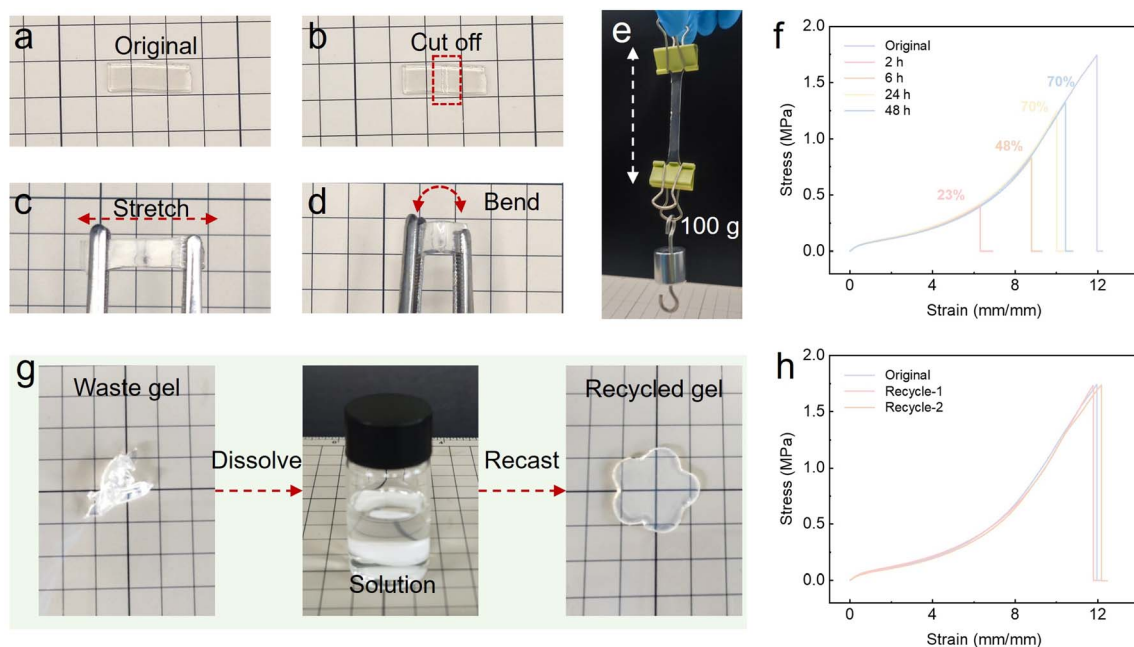 a
Original
b
Cut off
c
Stretch
d
Bend
e
100 g
f
Stress (MPa)
2.0
1.5
1.0
0.5
0.0
Original
2 h
6 h
24 h
48 h
23%
48%
70%
70%
0 4 8 12
Strain (mm/mm)
g
Waste gel
Dissolve
Solution
Recast
Recycled gel
h
Stress (MPa)
2.0
1.5
1.0
0.5
0.0
Original
Recycle-1
Recycle-2
0 4 8 12
Strain (mm/mm)